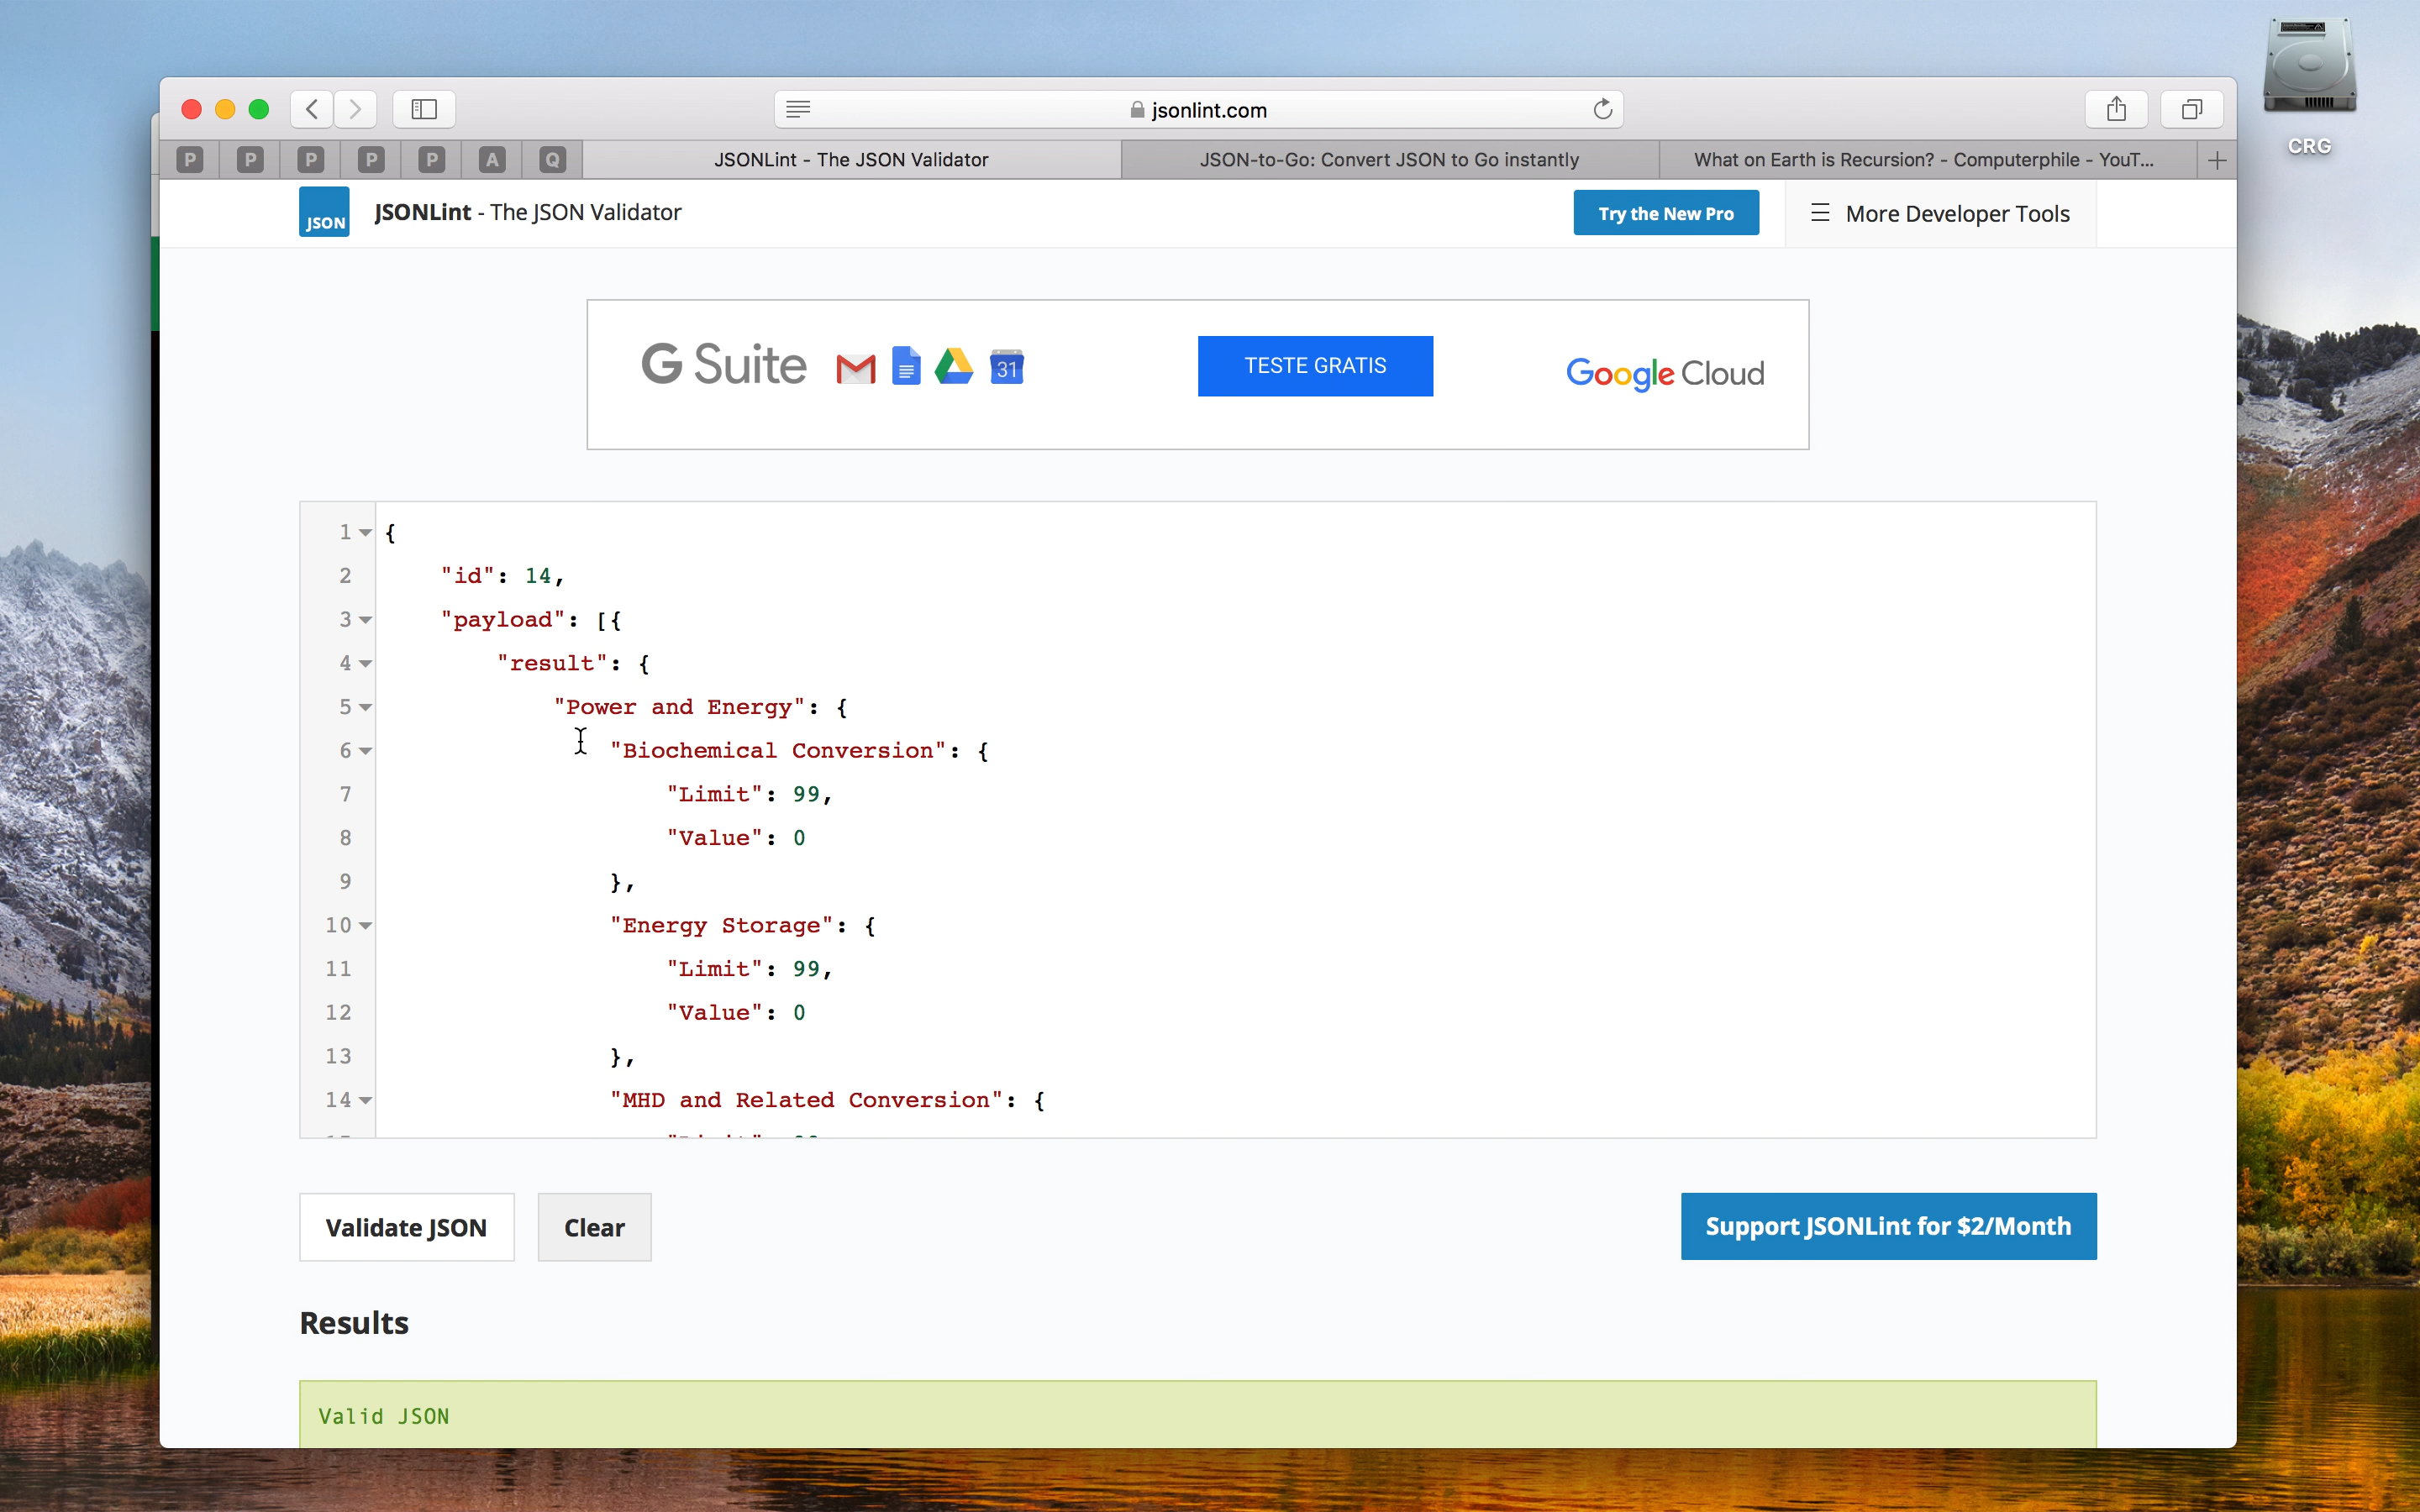 jsonlint.com
CRG
P P P P P A Q JSONLint - The JSON Validator JSON-to-Go: Convert JSON to Go instantly What on Earth is Recursion? - Computerphile - YouT...
JSON JSONLint - The JSON Validator Try the New Pro More Developer Tools
G Suite 31 TESTE GRATIS Google Cloud
1 {
2 "id": 14,
3 "payload": [{
4 "result": {
5 "Power and Energy": {
6 "Biochemical Conversion": {
7 "Limit": 99,
8 "Value": 0
9 },
10 "Energy Storage": {
11 "Limit": 99,
12 "Value": 0
13 },
14 "MHD and Related Conversion": {
Validate JSON Clear Support JSONLint for $2/Month
Results
Valid JSON